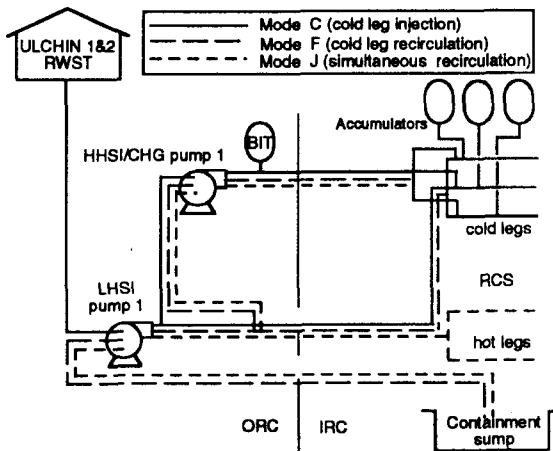 ULCHIN 1&2
RWST
Mode C (cold leg injection)
Mode F (cold leg recirculation)
Mode J (simultaneous recirculation)
Accumulators
HHSI/CHG pump 1
BIT
cold legs
LHSI
pump 1
RCS
hot legs
ORC
IRC
Containment
sump